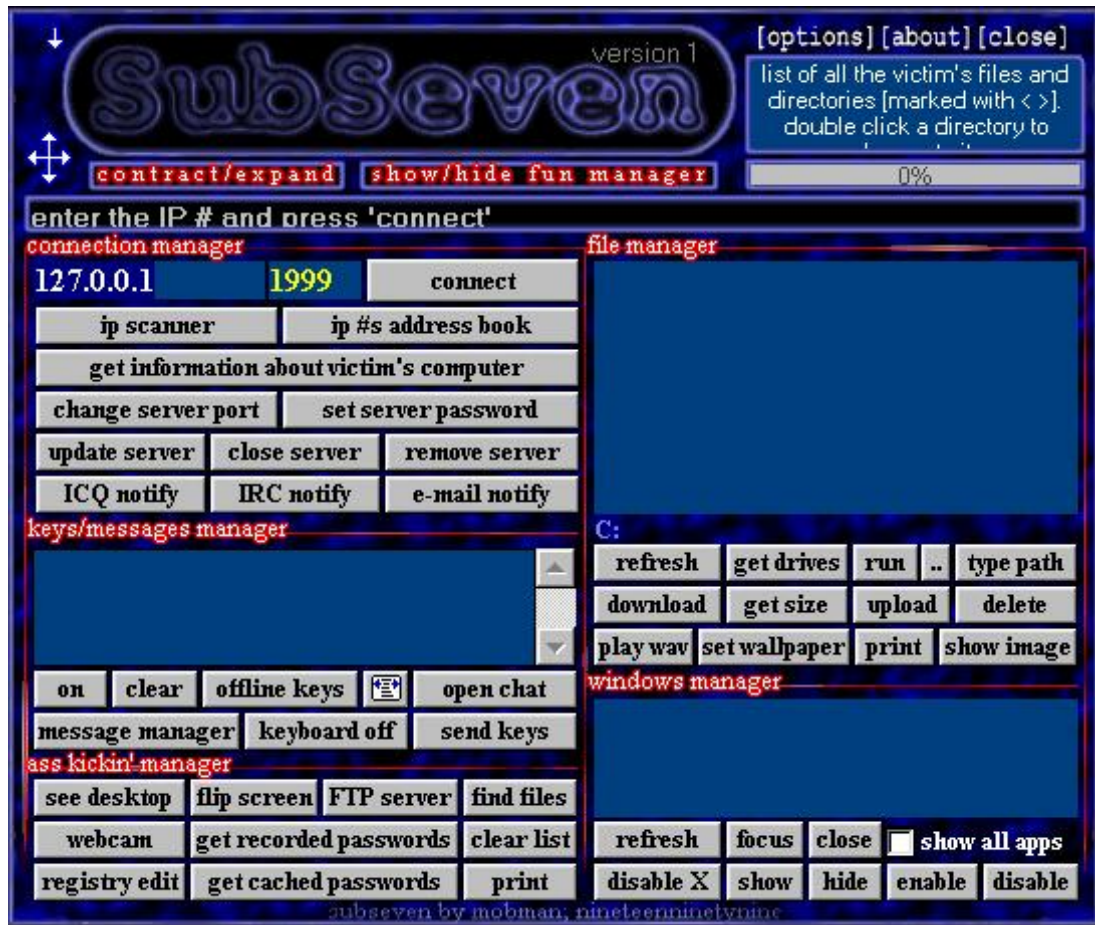 SubSeven
version 1
[options] [about] [close]
list of all the victim's files and
directories [marked with < >].
double click a directory to
contract/expand
show/hide fun manager
0%
enter the IP # and press 'connect'
connection manager
127.0.0.1
1999
connect
ip scanner
ip #s address book
get information about victim's computer
change server port
set server password
update server
close server
remove server
ICQ notify
IRC notify
e-mail notify
keys/messages manager
on
clear
offline keys
open chat
message manager
keyboard off
send keys
ass kickin' manager
see desktop
flip screen
FTP server
find files
webcam
get recorded passwords
clear list
registry edit
get cached passwords
print
file manager
C:
refresh
get drives
run
..
type path
download
get size
upload
delete
play wav
set wallpaper
print
show image
windows manager
refresh
focus
close
show all apps
disable X
show
hide
enable
disable
subseven by mobman; nineteenninetynine